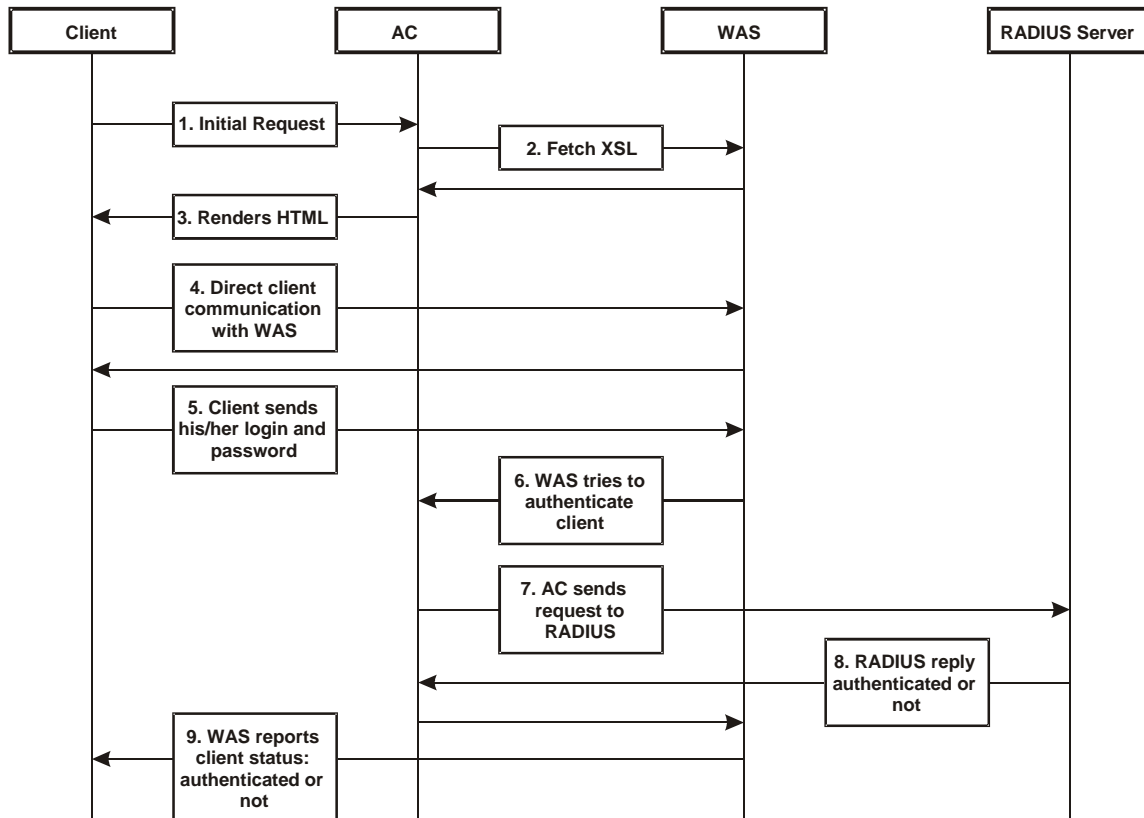 Client
AC
WAS
RADIUS Server
1. Initial Request
2. Fetch XSL
3. Renders HTML
4. Direct client
communication
with WAS
5. Client sends
his/her login and
password
6. WAS tries to
authenticate
client
7. AC sends
request to
RADIUS
8. RADIUS reply
authenticated or
not
9. WAS reports
client status:
authenticated or
not